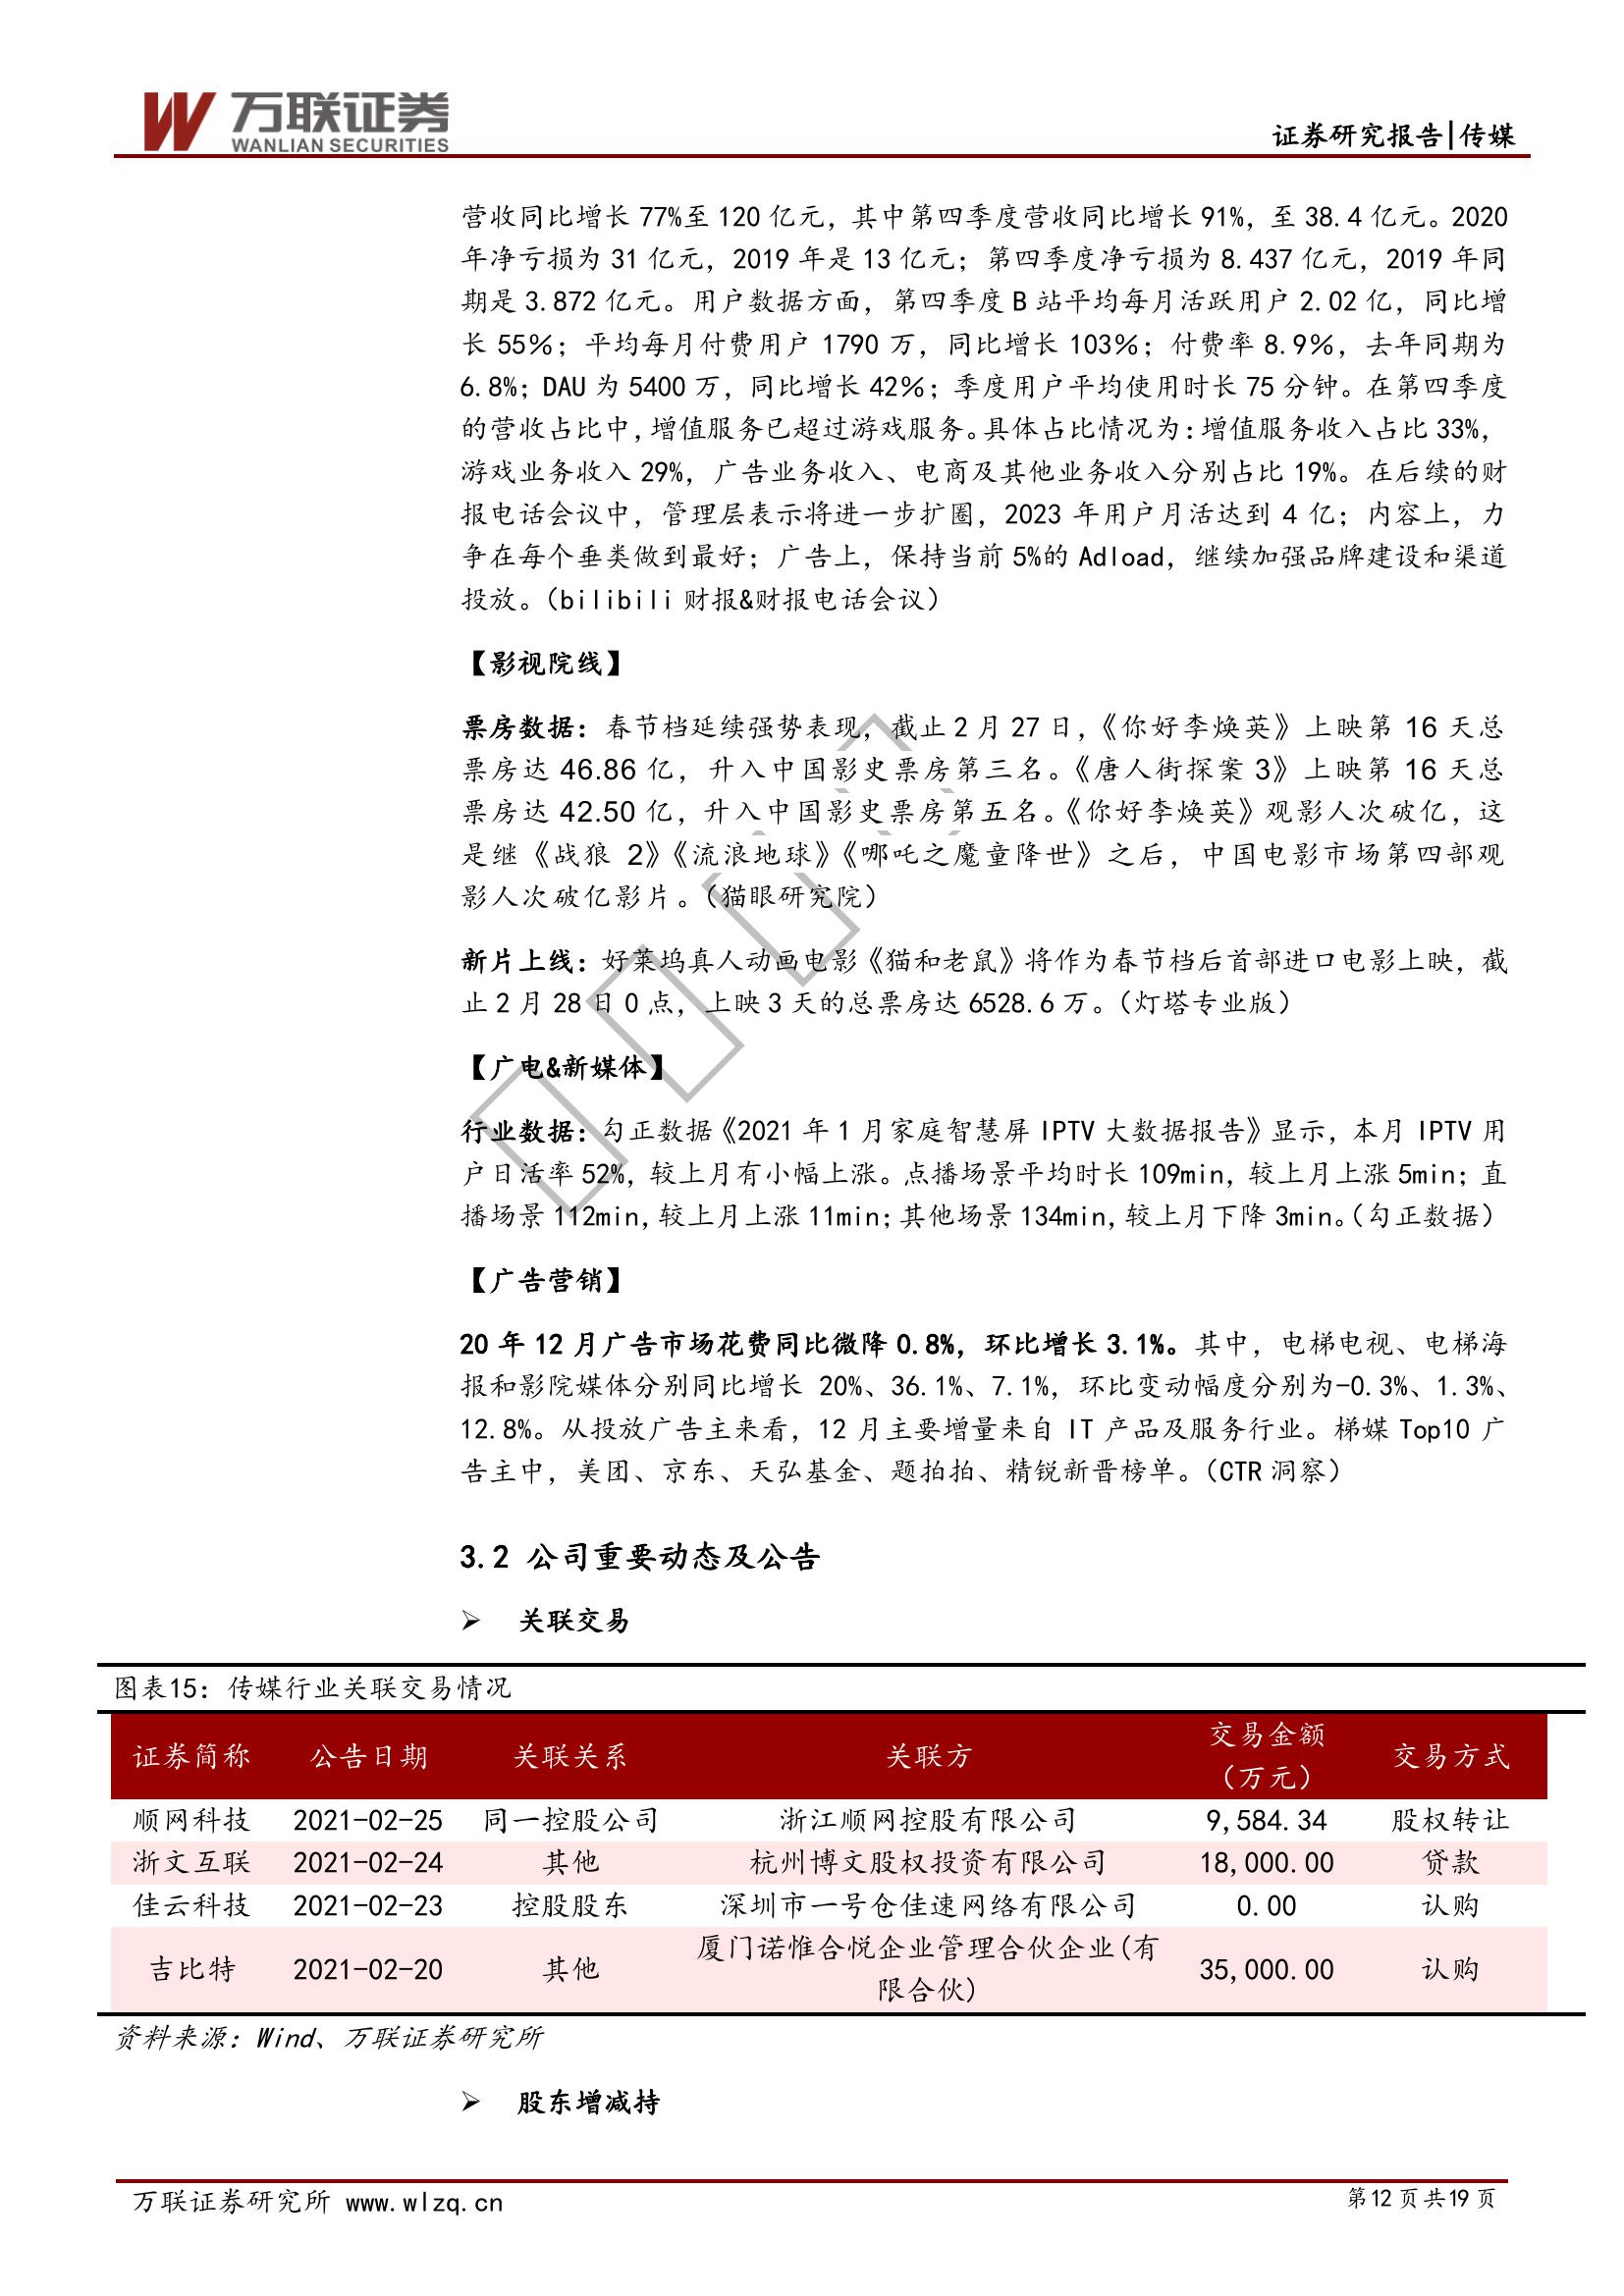 万联证券
WANLIAN SECURITIES
证券研究报告|传媒
营收同比增长 77%至 120 亿元，其中第四季度营收同比增长 91%，至 38.4 亿元。2020
年净亏损为 31 亿元，2019 年是 13 亿元；第四季度净亏损为 8.437 亿元，2019 年同
期是 3.872 亿元。用户数据方面，第四季度 B 站平均每月活跃用户 2.02 亿，同比增
长 55%；平均每月付费用户 1790 万，同比增长 103%；付费率 8.9%，去年同期为
6.8%；DAU 为 5400 万，同比增长 42%；季度用户平均使用时长 75 分钟。在第四季度
的营收占比中，增值服务已超过游戏服务。具体占比情况为：增值服务收入占比 33%，
游戏业务收入 29%，广告业务收入、电商及其他业务收入分别占比 19%。在后续的财
报电话会议中，管理层表示将进一步扩圈，2023 年用户月活达到 4 亿；内容上，力
争在每个垂类做到最好；广告上，保持当前 5%的 Adload，继续加强品牌建设和渠道
投放。（bilibili 财报&财报电话会议）
【影视院线】
票房数据：春节档延续强势表现，截止 2 月 27 日，《你好李焕英》上映第 16 天总
票房达 46.86 亿，升入中国影史票房第三名。《唐人街探案 3》上映第 16 天总
票房达 42.50 亿，升入中国影史票房第五名。《你好李焕英》观影人次破亿，这
是继《战狼 2》《流浪地球》《哪吒之魔童降世》之后，中国电影市场第四部观
影人次破亿影片。（猫眼研究院）
新片上线：好莱坞真人动画电影《猫和老鼠》将作为春节档后首部进口电影上映，截
止 2 月 28 日 0 点，上映 3 天的总票房达 6528.6 万。（灯塔专业版）
【广电&新媒体】
行业数据：勾正数据《2021 年 1 月家庭智慧屏 IPTV 大数据报告》显示，本月 IPTV 用
户日活率 52%，较上月有小幅上涨。点播场景平均时长 109min，较上月上涨 5min；直
播场景 112min，较上月上涨 11min；其他场景 134min，较上月下降 3min。（勾正数据）
【广告营销】
20 年 12 月广告市场花费同比微降 0.8%，环比增长 3.1%。其中，电梯电视、电梯海
报和影院媒体分别同比增长 20%、36.1%、7.1%，环比变动幅度分别为-0.3%、1.3%、
12.8%。从投放广告主来看，12 月主要增量来自 IT 产品及服务行业。梯媒 Top10 广
告主中，美团、京东、天弘基金、题拍拍、精锐新晋榜单。（CTR 洞察）
3.2 公司重要动态及公告
➢ 关联交易
图表15：传媒行业关联交易情况
证券简称 公告日期 关联关系 关联方 交易金额（万元） 交易方式
顺网科技 2021-02-25 同一控股公司 浙江顺网控股有限公司 9,584.34 股权转让
浙文互联 2021-02-24 其他 杭州博文股权投资有限公司 18,000.00 贷款
佳云科技 2021-02-23 控股股东 深圳市一号仓佳速网络有限公司 0.00 认购
吉比特 2021-02-20 其他 厦门诺惟合悦企业管理合伙企业(有限合伙) 35,000.00 认购
资料来源：Wind、万联证券研究所
➢ 股东增减持
万联证券研究所 www.wlzq.cn
第12 页共19 页